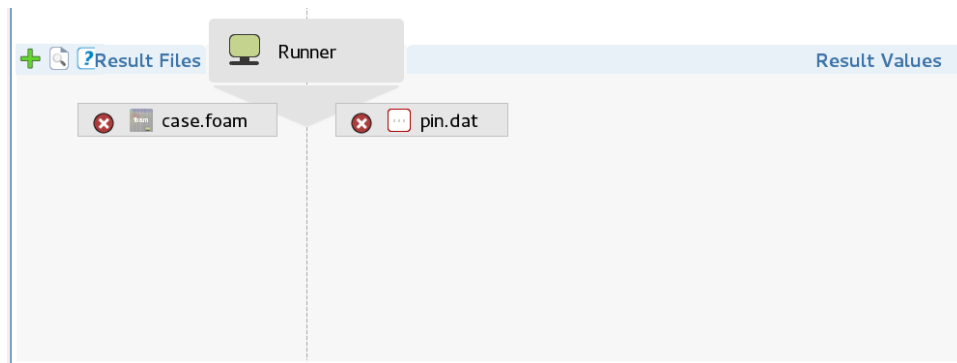 Runner
Result Files
Result Values
case.foam
pin.dat